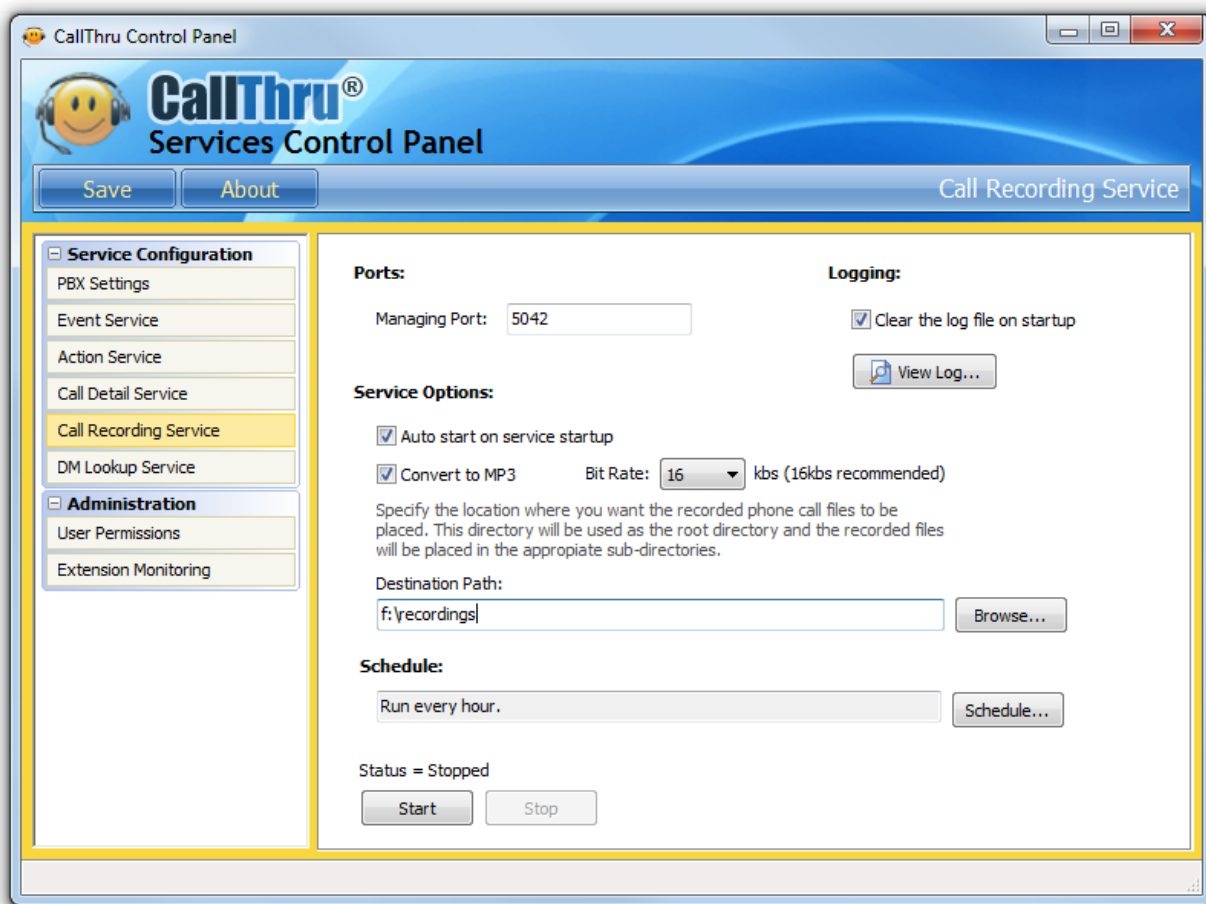 CallThru Control Panel
CallThru®
Services Control Panel
Save
About
Call Recording Service
Service Configuration
PBX Settings
Event Service
Action Service
Call Detail Service
Call Recording Service
DM Lookup Service
Administration
User Permissions
Extension Monitoring
Ports:
Managing Port: 5042
Logging:
Clear the log file on startup
View Log...
Service Options:
Auto start on service startup
Convert to MP3 Bit Rate: 16 kbs (16kbs recommended)
Specify the location where you want the recorded phone call files to be
placed. This directory will be used as the root directory and the recorded files
will be placed in the appropiate sub-directories.
Destination Path:
f:\recordings
Browse...
Schedule:
Run every hour.
Schedule...
Status = Stopped
Start
Stop